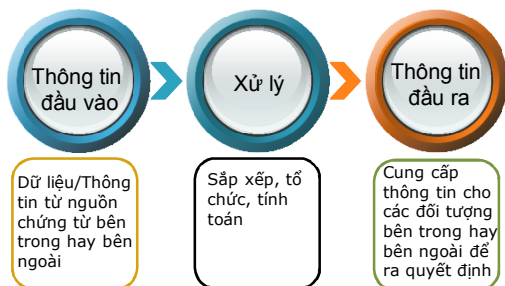 Thông tin
đầu vào
Xử lý
Thông tin
đầu ra
Dữ liệu/Thông
tin từ nguồn
chứng từ bên
trong hay bên
ngoài
Sắp xếp, tổ
chức, tính
toán
Cung cấp
thông tin cho
các đối tượng
bên trong hay
bên ngoài để
ra quyết định